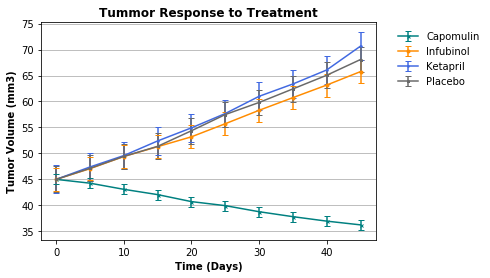 Tummor Response to Treatment
75
70
65
60
55
50
45
40
35
Tumor Volume (mm3)
0
10
20
30
40
Time (Days)
Capomulin
Infubinol
Ketapril
Placebo